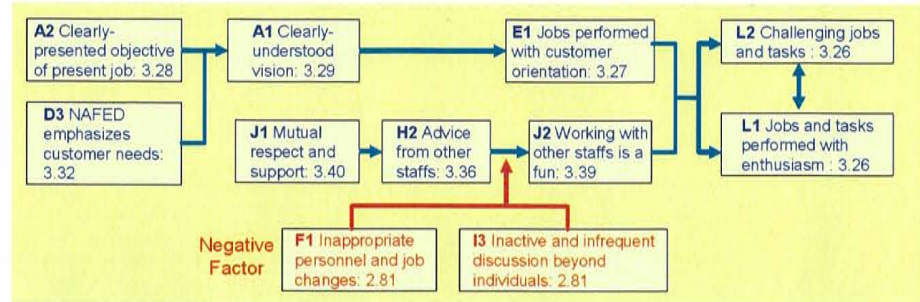 A2 Clearly-
presented objective
of present job: 3.28
A1 Clearly-
understood
vision: 3.29
E1 Jobs performed
with customer
orientation: 3.27
L2 Challenging jobs
and tasks : 3.26
D3 NAFED
emphasizes
customer needs:
3.32
J1 Mutual
respect and
support: 3.40
H2 Advice
from other
staffs: 3.36
J2 Working with
other staffs is a
fun: 3.39
L1 Jobs and tasks
performed with
enthusiasm : 3.26
Negative
Factor
F1 Inappropriate
personnel and job
changes: 2.81
I3 Inactive and infrequent
discussion beyond
individuals: 2.81